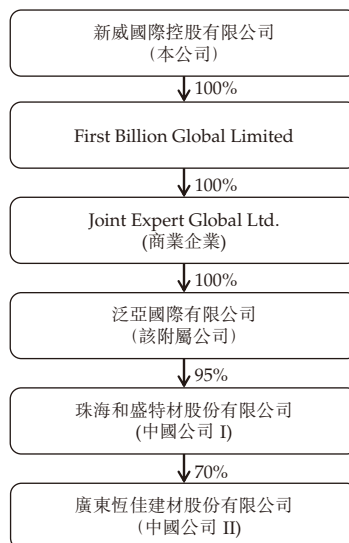 新威國際控股有限公司
（本公司）
100%
First Billion Global Limited
100%
Joint Expert Global Ltd.
(商業企業)
100%
泛亞國際有限公司
（該附屬公司）
95%
珠海和盛特材股份有限公司
(中國公司 I)
70%
廣東恆佳建材股份有限公司
(中國公司 II)